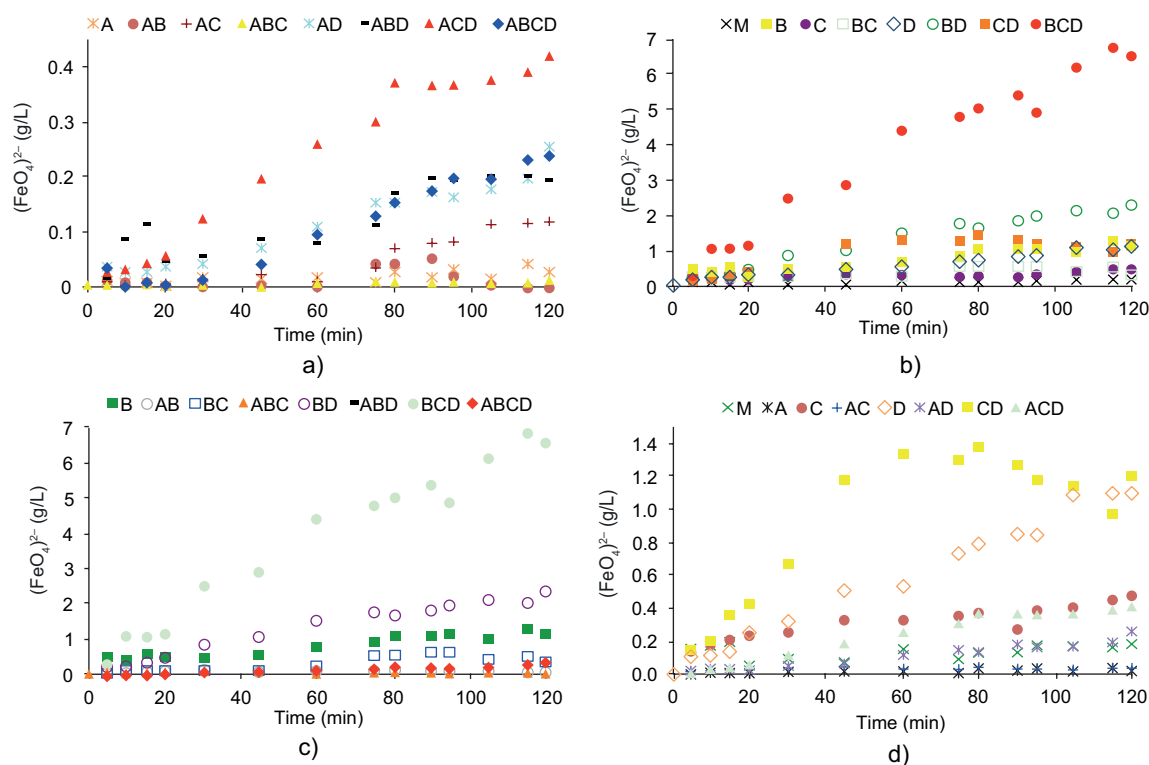 A AB AC ABC AD ABD ACD ABCD
0.4
0.3
0.2
0.1
0
(FeO₄)²⁻ (g/L)
0 20 40 60 80 100 120
Time (min)
a)
M B C BC D BD CD BCD
7
6
5
4
3
2
1
0
(FeO₄)²⁻ (g/L)
0 20 40 60 80 100 120
Time (min)
b)
B AB BC ABC BD ABD BCD ABCD
7
6
5
4
3
2
1
0
(FeO₄)²⁻ (g/L)
0 20 40 60 80 100 120
Time (min)
c)
M A C AC D AD CD ACD
1.4
1.2
1.0
0.8
0.6
0.4
0.2
0.0
(FeO₄)²⁻ (g/L)
0 20 40 60 80 100 120
Time (min)
d)